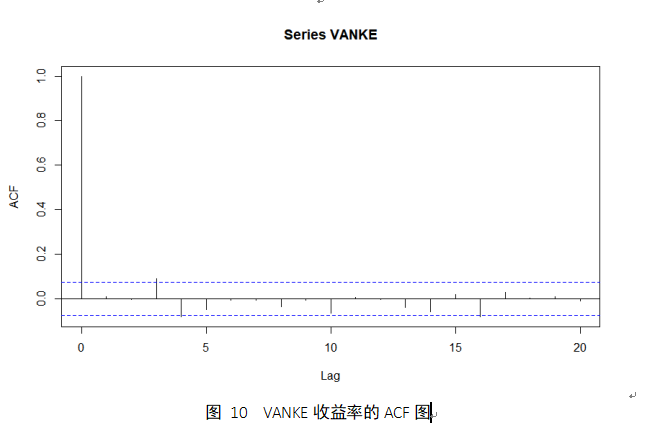 Series VANKE
1.0
0.8
0.6
0.4
0.2
0.0
ACF
0 5 10 15 20
Lag
图 10 VANKE 收益率的 ACF 图